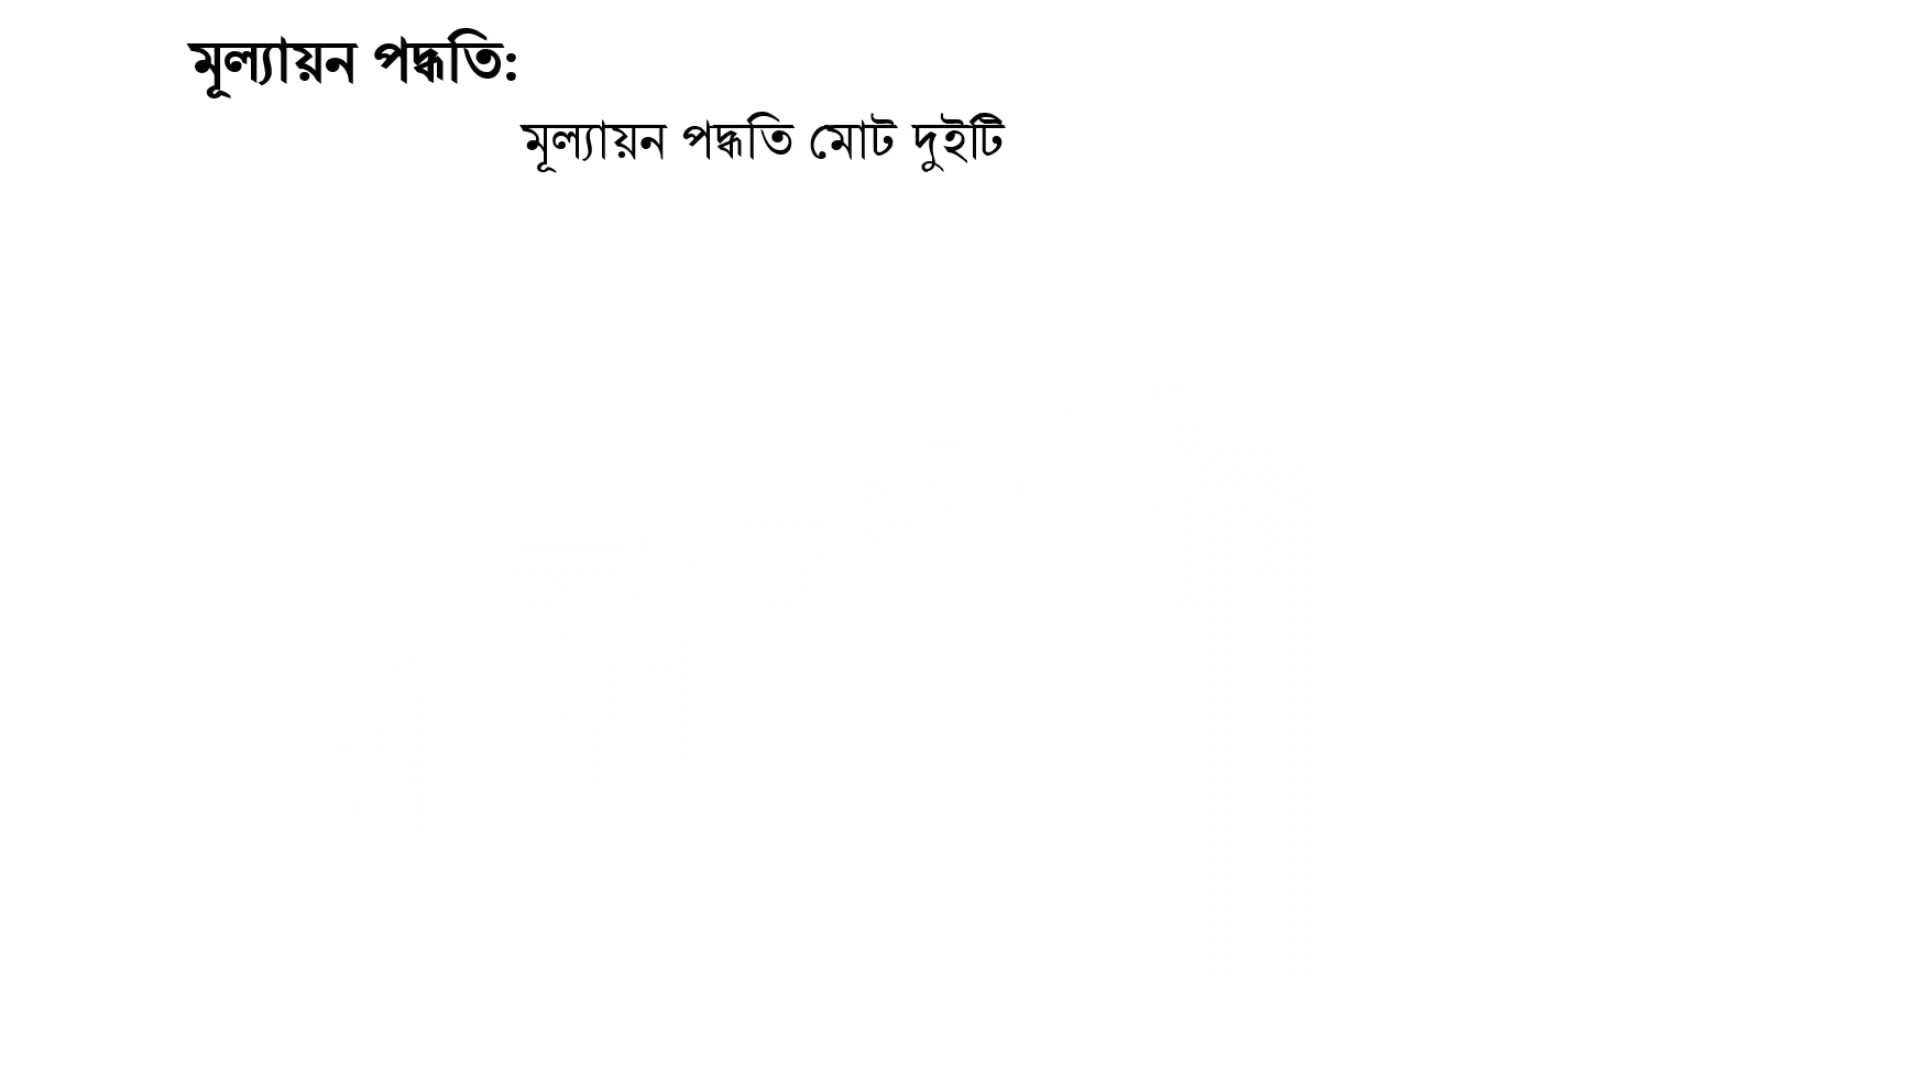 মূল্যায়ন পদ্ধতি:
মূল্যায়ন পদ্ধতি মোট দুইটি